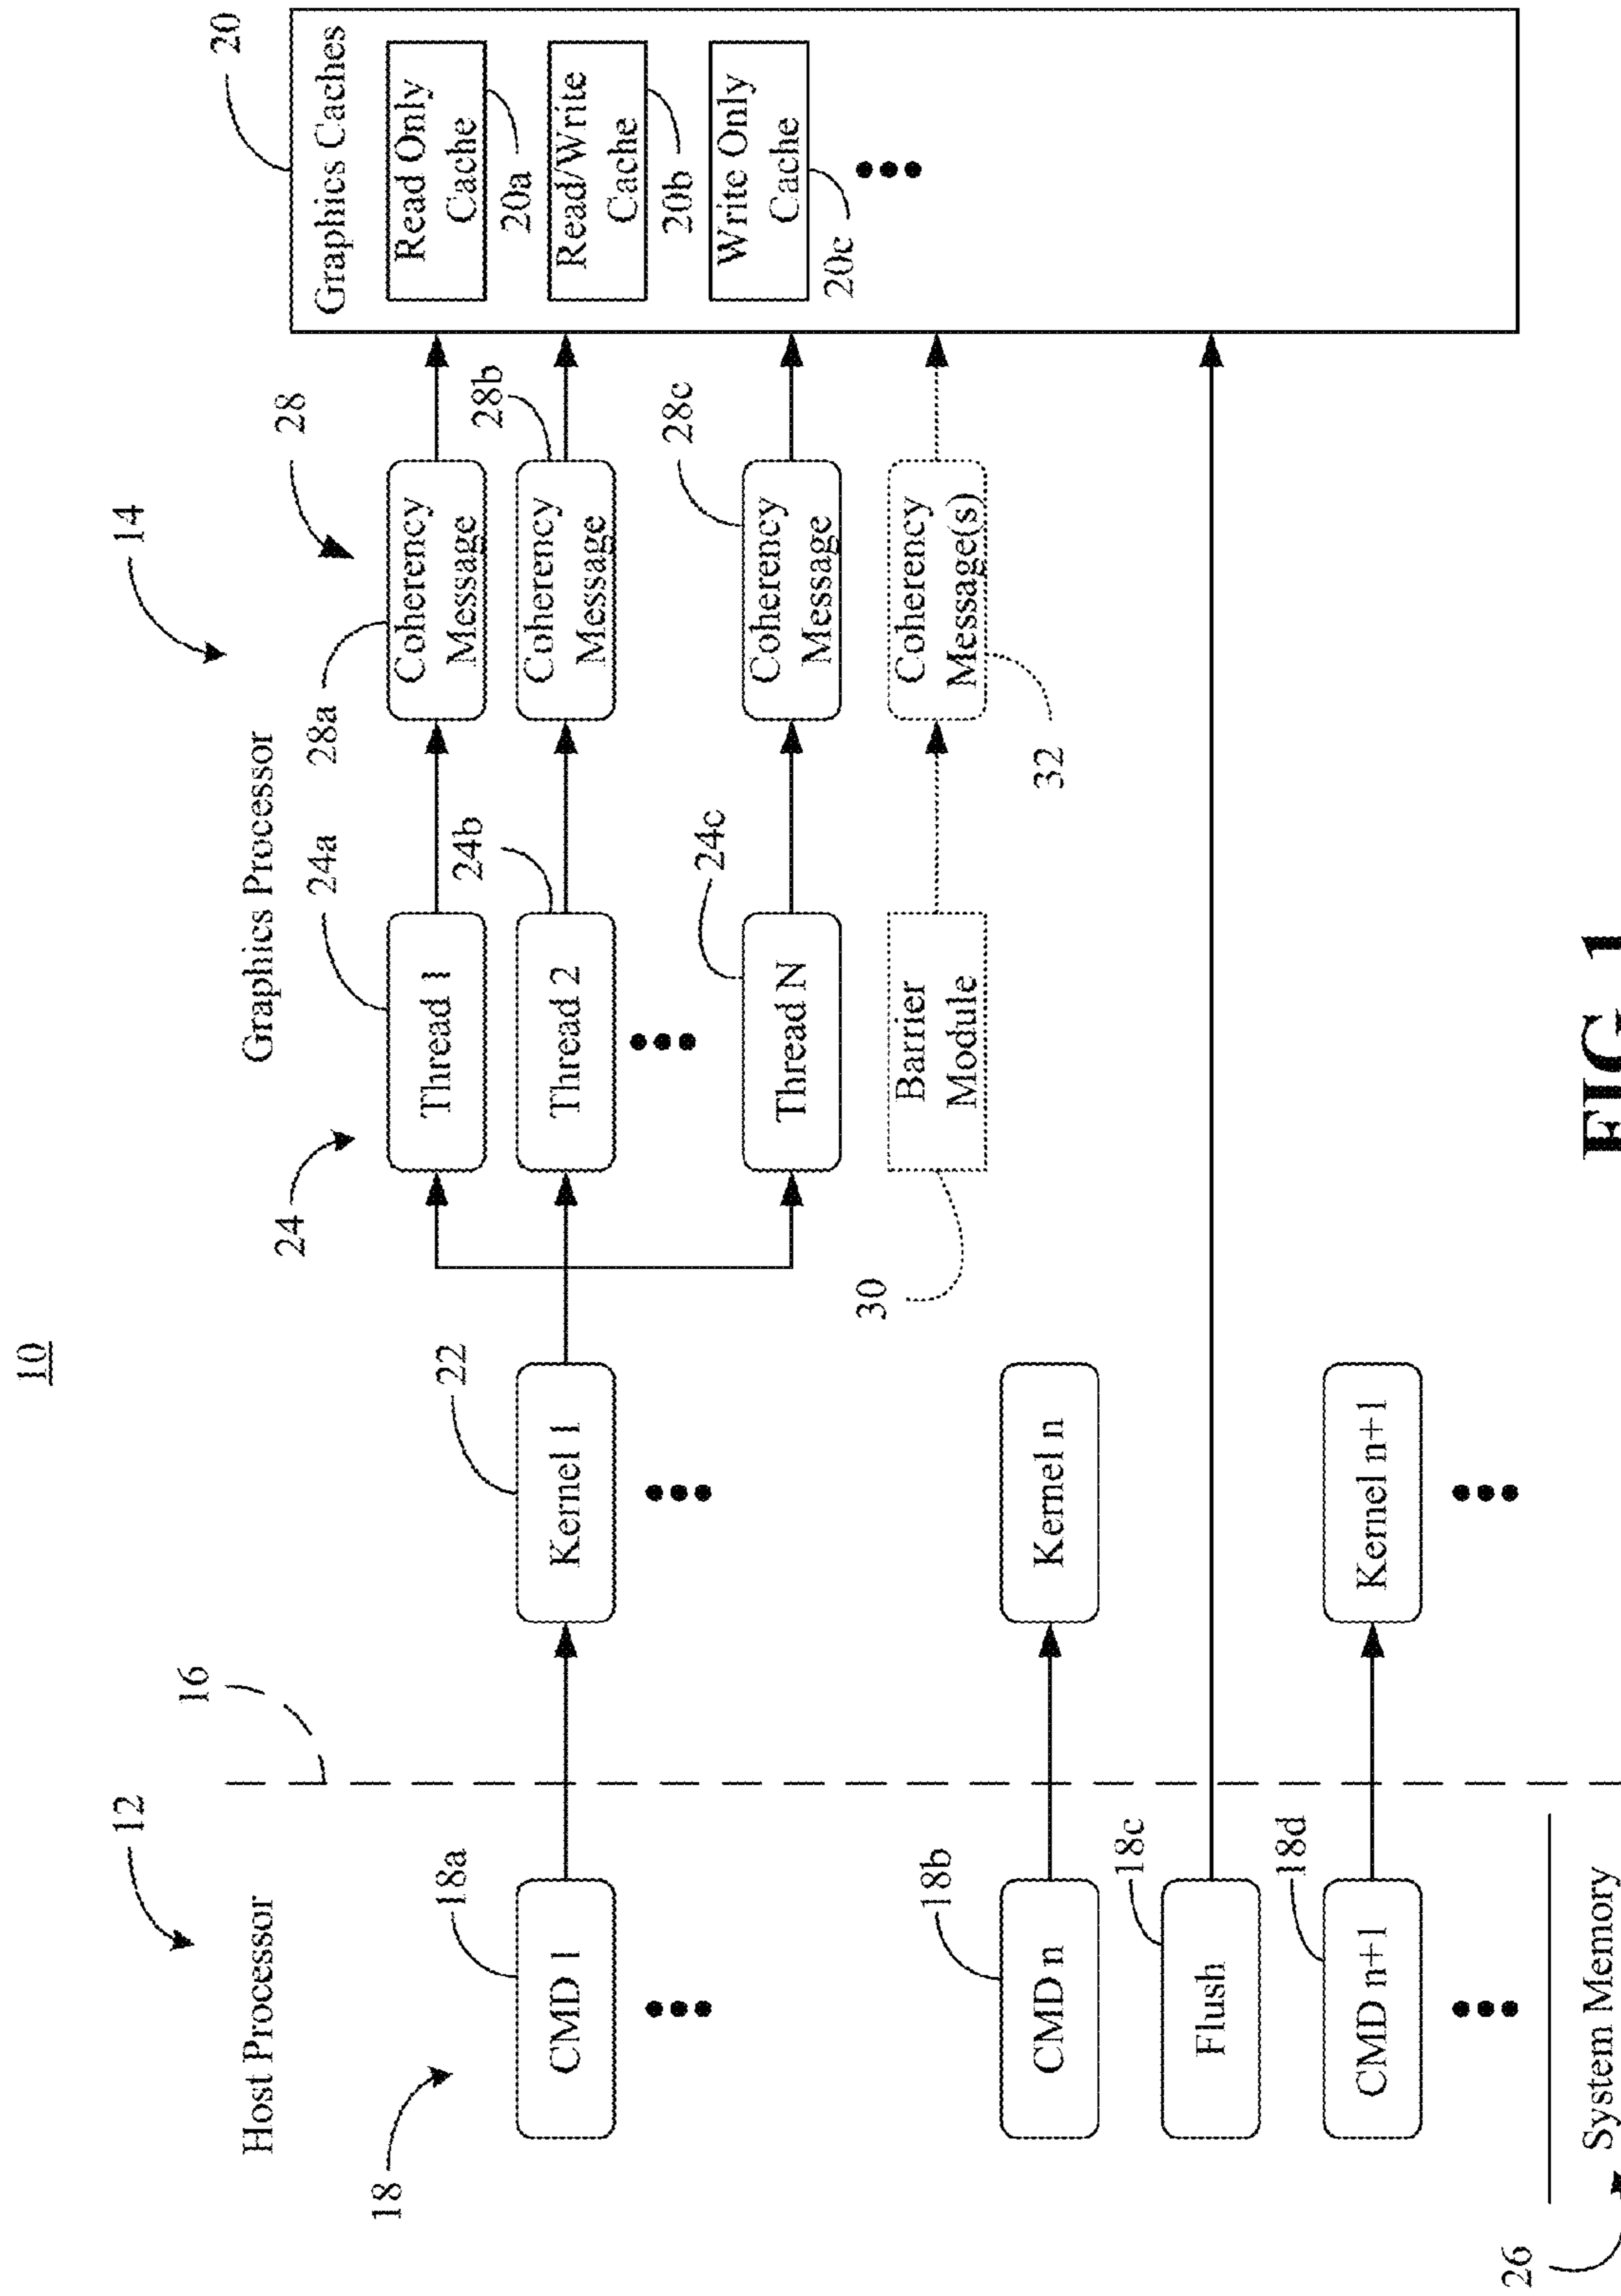 10
12
14
16
Host Processor
Graphics Processor
18
24
28
20
Graphics Caches
24a
28a
Thread 1
Coherency
Message
Read Only
Cache
20a
18a
22
24b
28b
CMD 1
Kernel 1
Thread 2
Coherency
Message
Read/Write
Cache
20b
24c
28c
Thread N
Coherency
Message
Write Only
Cache
20c
30
Barrier
Module
Coherency
Message(s)
32
18b
CMD n
Kernel n
18c
Flush
18d
CMD n+1
Kernel n+1
26
System Memory
FIG. 1